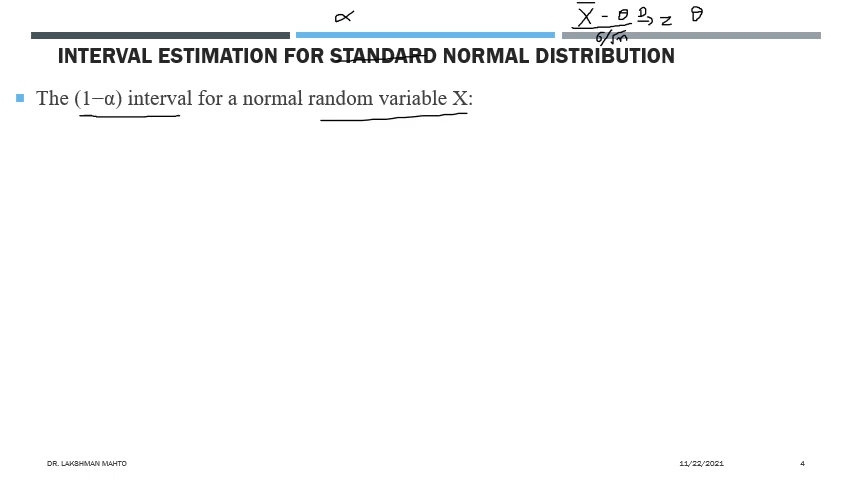 α
X̄ - θ / σ/√n →ᴰ z θ
INTERVAL ESTIMATION FOR STANDARD NORMAL DISTRIBUTION
The (1−α) interval for a normal random variable X:
DR. LAKSHMAN MAHTO 11/22/2021 4